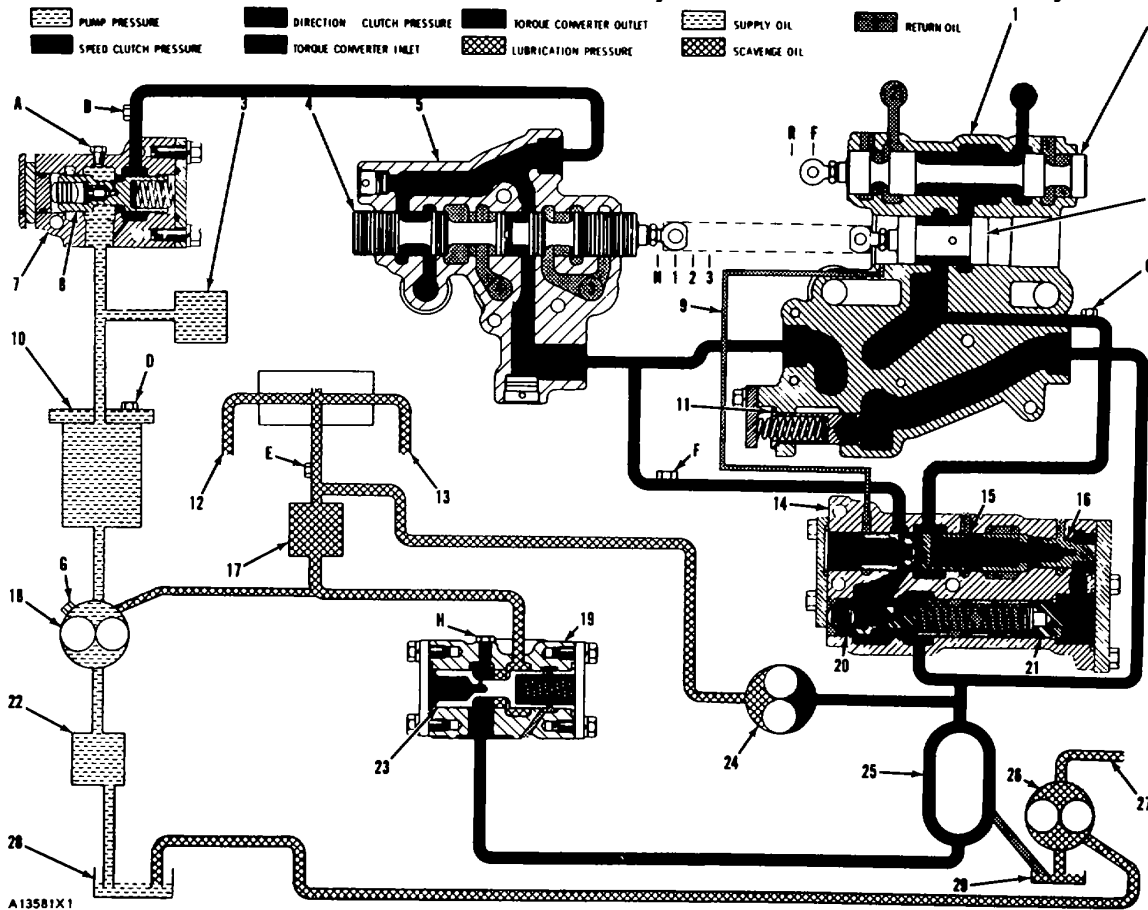 PUMP PRESSURE
DIRECTION CLUTCH PRESSURE
TORQUE CONVERTER OUTLET
SUPPLY OIL
RETURN OIL
SPEED CLUTCH PRESSURE
TORQUE CONVERTER INLET
LUBRICATION PRESSURE
SCAVENGE OIL
1
A
B
3
4
5
R F
7
8
N 1 2 3
9
10
D
11
E
F
12
13
14
15
16
17
G
18
H
19
20
21
22
23
24
25
26
27
28
29
A13581X1